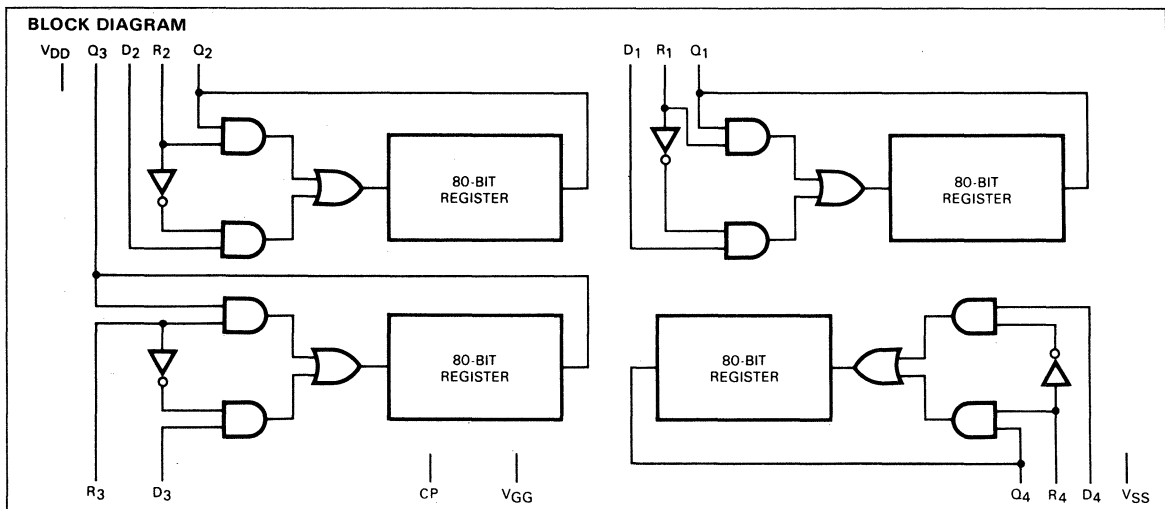 BLOCK DIAGRAM
VDD Q3 D2 R2 Q2 D1 R1 Q1
80-BIT
REGISTER
80-BIT
REGISTER
80-BIT
REGISTER
80-BIT
REGISTER
R3 D3 CP VGG Q4 R4 D4 VSS